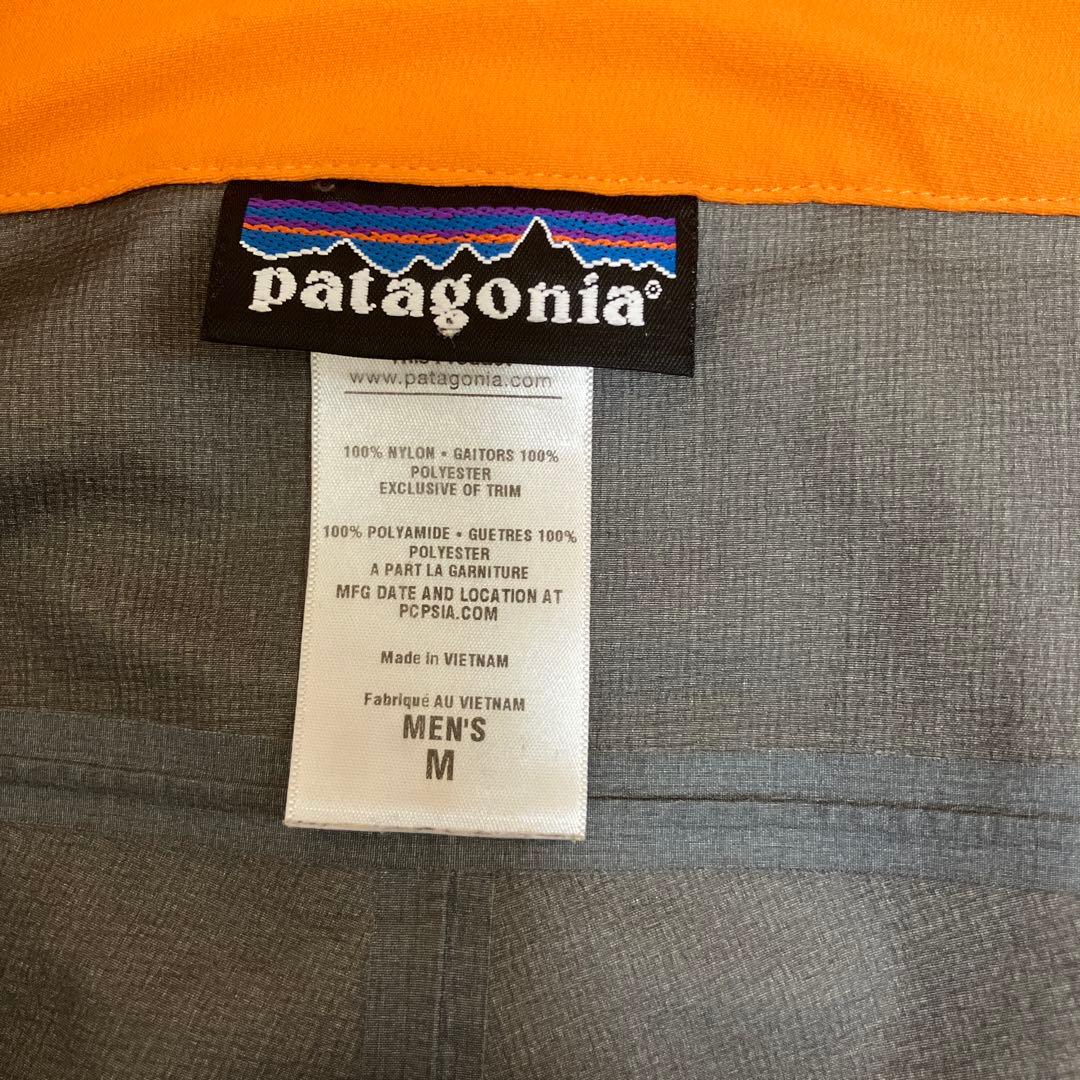 patagonia®
www.patagonia.com
100% NYLON • GAITORS 100%
POLYESTER
EXCLUSIVE OF TRIM
100% POLYAMIDE • GUETRES 100%
POLYESTER
A PART LA GARNITURE
MFG DATE AND LOCATION AT
PCPSIA.COM
Made in VIETNAM
Fabriqué AU VIETNAM
MEN'S
M